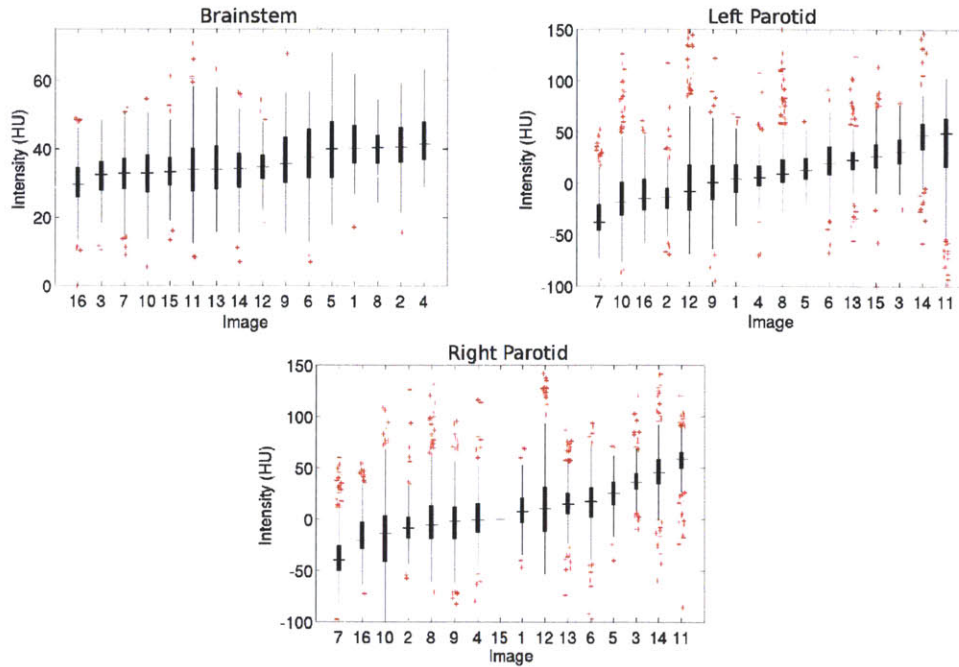 Brainstem
Intensity (HU)
60
40
20
0
16 3 7 10 15 11 13 14 12 9 6 5 1 8 2 4
Image
Left Parotid
Intensity (HU)
150
100
50
0
-50
-100
7 10 16 2 12 9 1 4 8 5 6 13 15 3 14 11
Image
Right Parotid
Intensity (HU)
150
100
50
0
-50
-100
7 16 10 2 8 9 4 15 1 12 13 6 5 3 14 11
Image